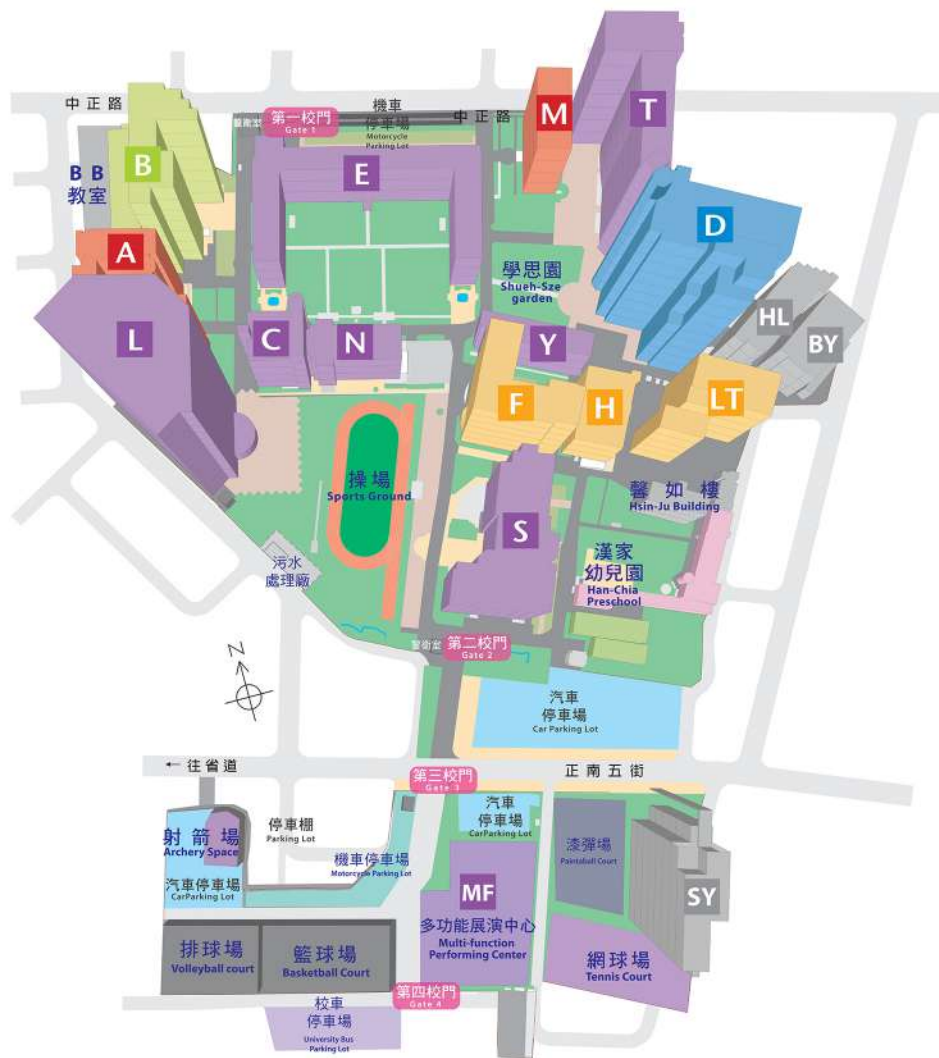 中正路
警衛室
第一校門
Gate 1
機車
停車場
Motorcycle
Parking Lot
中正路
M
T
B
BB
教室
E
A
D
學思園
Shueh-Sze
garden
HL
BY
L
C
N
Y
F
H
LT
操場
Sports Ground
馨如樓
Hsin-Ju Building
S
漢家
幼兒園
Han-Chia
Preschool
污水
處理廠
警衛室
第二校門
Gate 2
N
汽車
停車場
Car Parking Lot
←往省道
第三校門
Gate 3
正南五街
射箭場
Archery Space
停車棚
Parking Lot
汽車
停車場
CarParking Lot
漆彈場
Paintaball Court
機車停車場
Motorcycle Parking Lot
汽車停車場
CarParking Lot
MF
多功能展演中心
Multi-function
Performing Center
SY
排球場
Volleyball court
籃球場
Basketball Court
網球場
Tennis Court
第四校門
Gate 4
校車
停車場
University Bus
Parking Lot